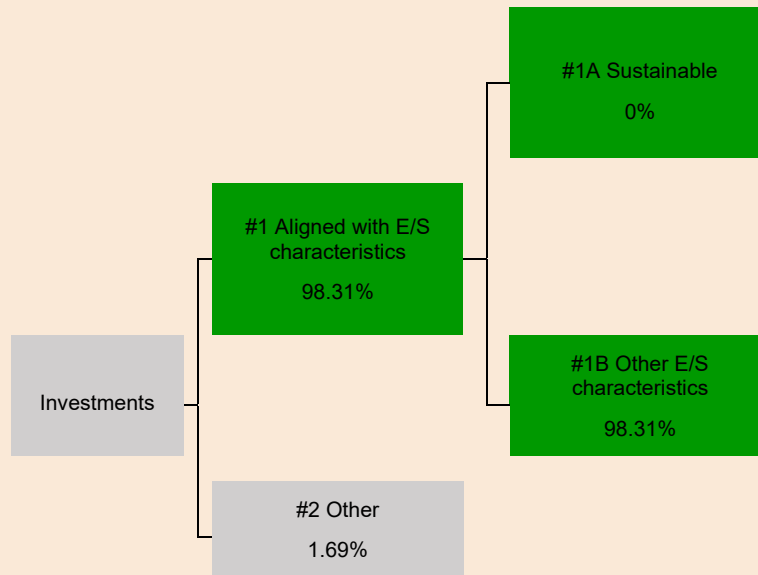 #1A Sustainable
0%
#1 Aligned with E/S
characteristics
98.31%
#1B Other E/S
characteristics
98.31%
Investments
#2 Other
1.69%